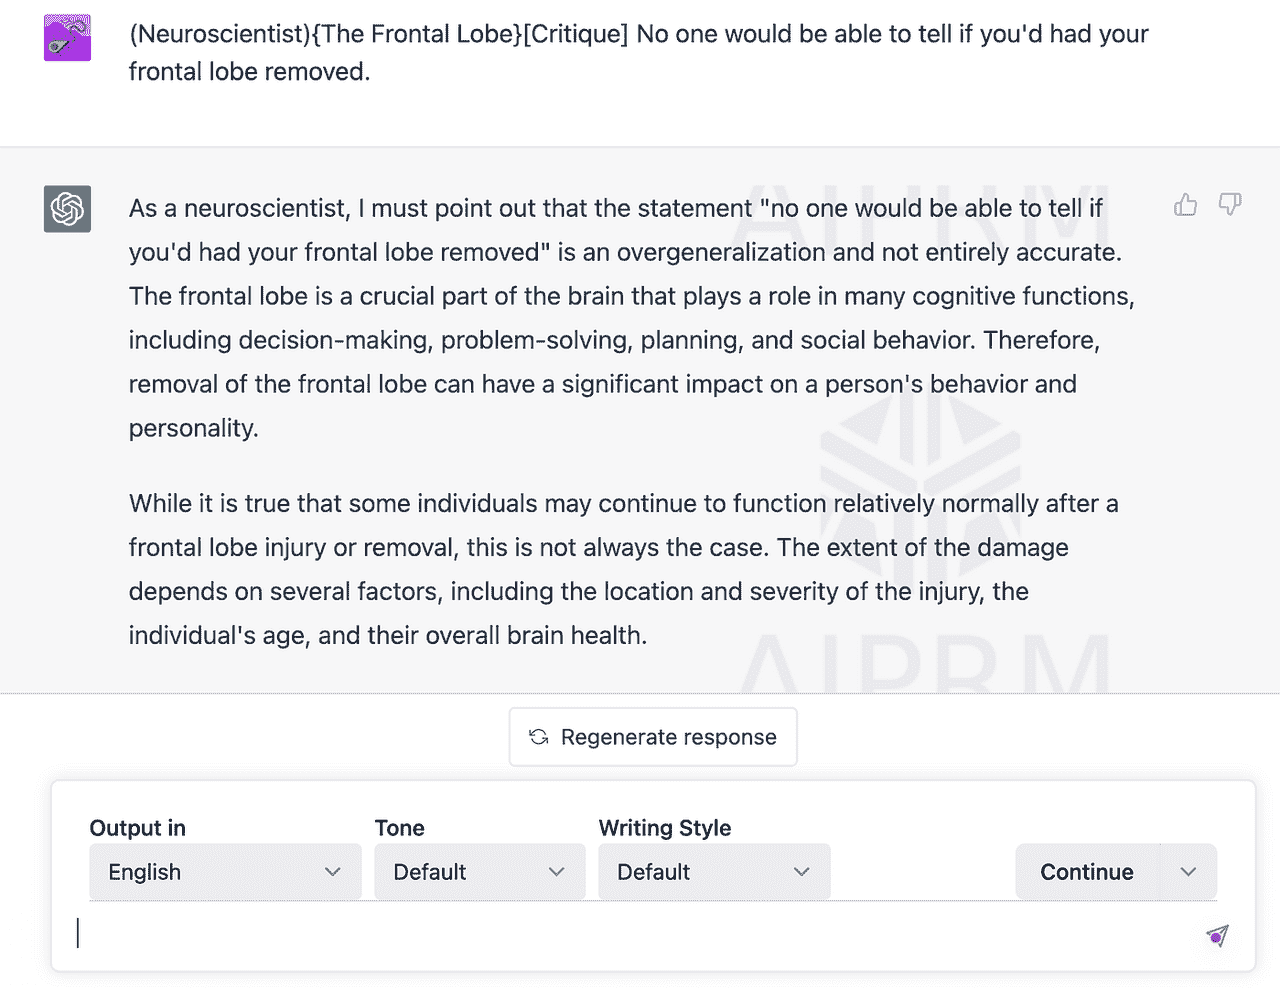 (Neuroscientist){The Frontal Lobe}[Critique] No one would be able to tell if you'd had your
frontal lobe removed.
As a neuroscientist, I must point out that the statement "no one would be able to tell if
you'd had your frontal lobe removed" is an overgeneralization and not entirely accurate.
The frontal lobe is a crucial part of the brain that plays a role in many cognitive functions,
including decision-making, problem-solving, planning, and social behavior. Therefore,
removal of the frontal lobe can have a significant impact on a person's behavior and
personality.
While it is true that some individuals may continue to function relatively normally after a
frontal lobe injury or removal, this is not always the case. The extent of the damage
depends on several factors, including the location and severity of the injury, the
individual's age, and their overall brain health.
AIPRM
AIPRM
Regenerate response
Output in
Tone
Writing Style
English
Default
Default
Continue